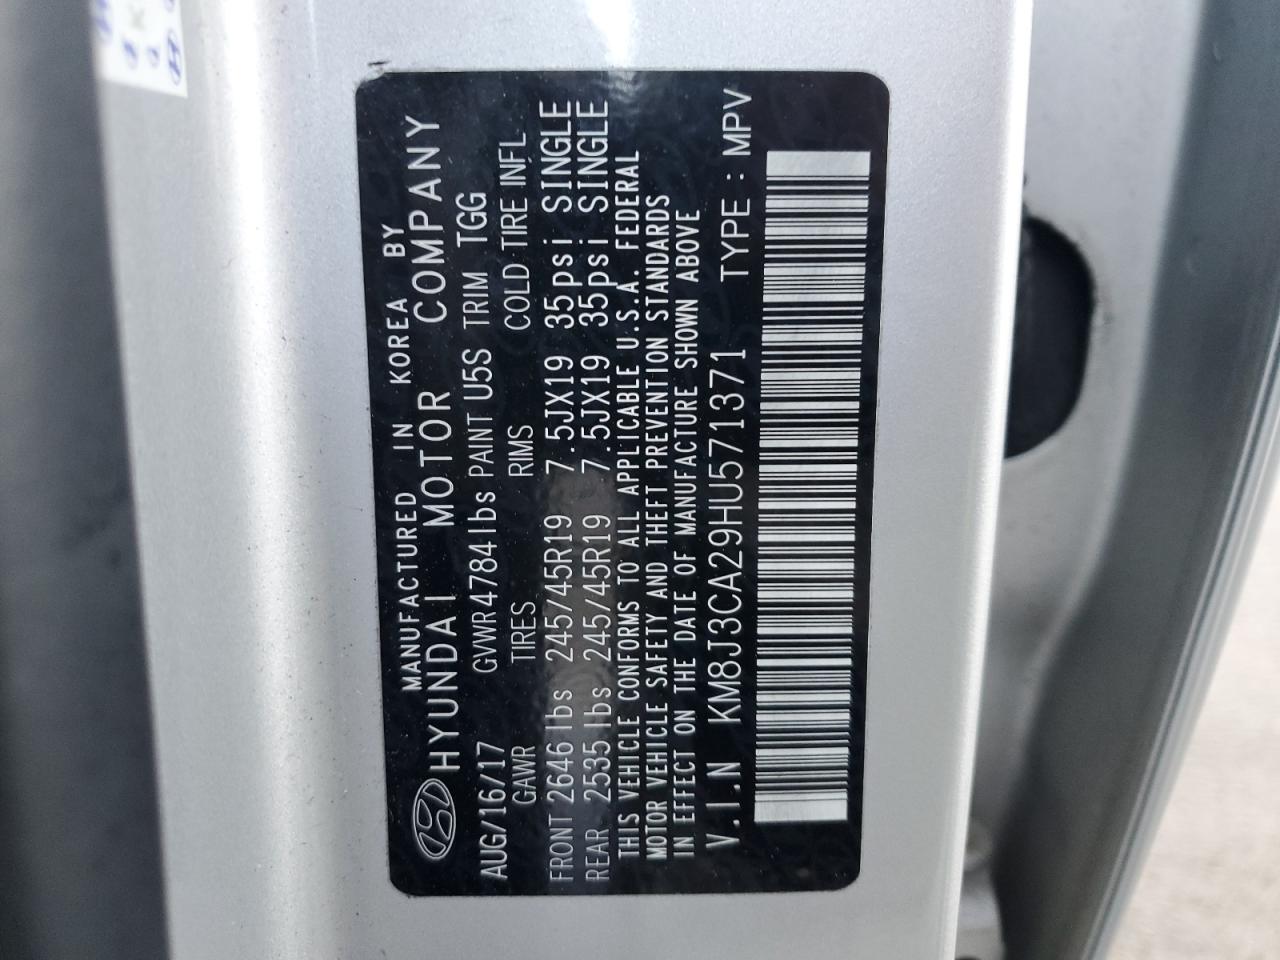 MANUFACTURED IN KOREA BY
HYUNDAI MOTOR COMPANY
AUG/16/17 GVWR 4784lbs PAINT U5S TRIM TGG
GAWR TIRES RIMS COLD TIRE INFL
FRONT 2646 lbs 245/45R19 7.5JX19 35psi SINGLE
REAR 2535 lbs 245/45R19 7.5JX19 35psi SINGLE
THIS VEHICLE CONFORMS TO ALL APPLICABLE U.S.A. FEDERAL
MOTOR VEHICLE SAFETY AND THEFT PREVENTION STANDARDS
IN EFFECT ON THE DATE OF MANUFACTURE SHOWN ABOVE
V.I.N KM8J3CA29HU571371 TYPE : MPV